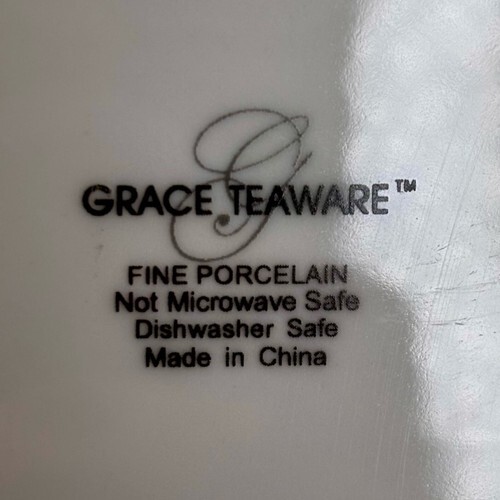 G
GRACE TEAWARE™
FINE PORCELAIN
Not Microwave Safe
Dishwasher Safe
Made in China